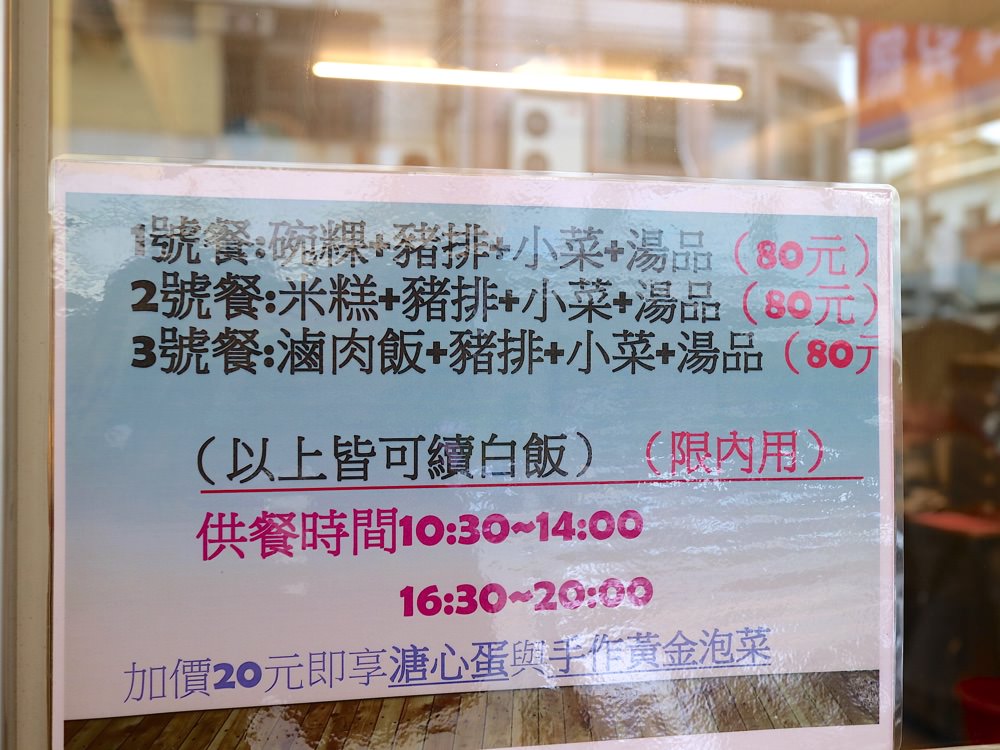 1號餐:碗粿+豬排+小菜+湯品（80元）
2號餐:米糕+豬排+小菜+湯品（80元）
3號餐:滷肉飯+豬排+小菜+湯品（80元
（以上皆可續白飯）（限內用）
供餐時間10:30~14:00
16:30~20:00
加價20元即享溏心蛋與手作黃金泡菜